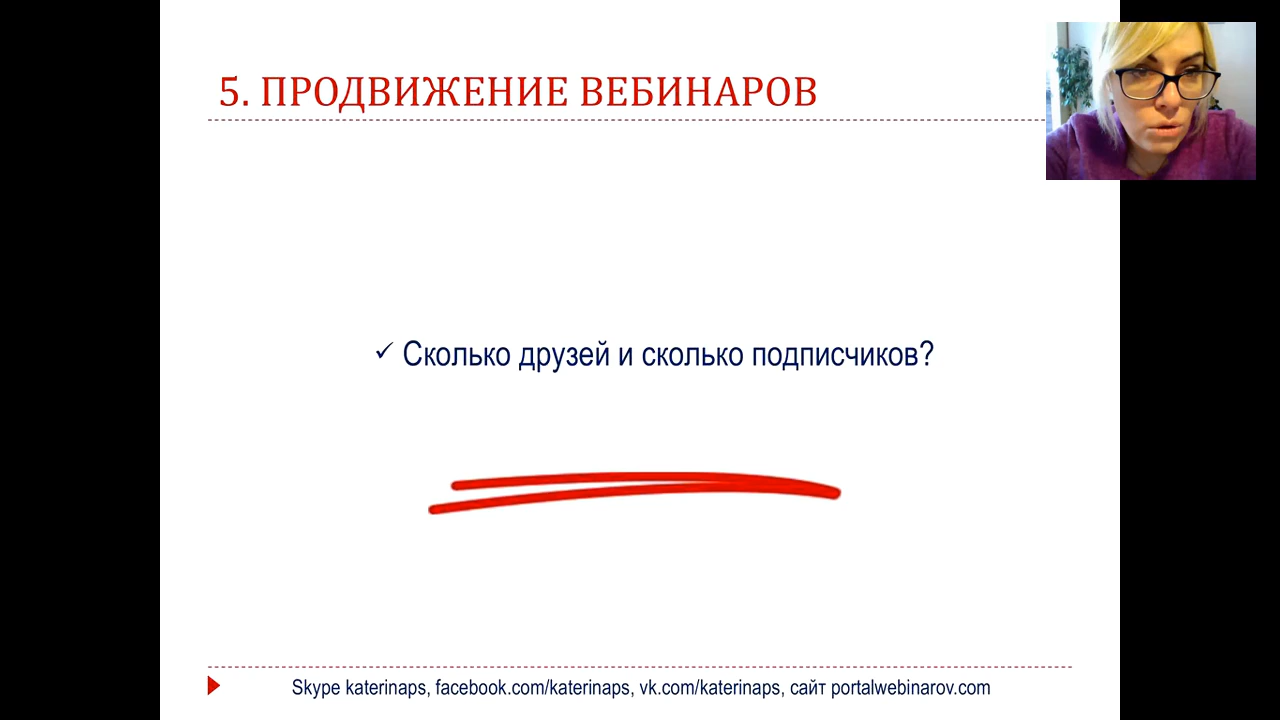 5. ПРОДВИЖЕНИЕ ВЕБИНАРОВ
✓ Сколько друзей и сколько подписчиков?
Skype katerinaps, facebook.com/katerinaps, vk.com/katerinaps, сайт portalwebinarov.com